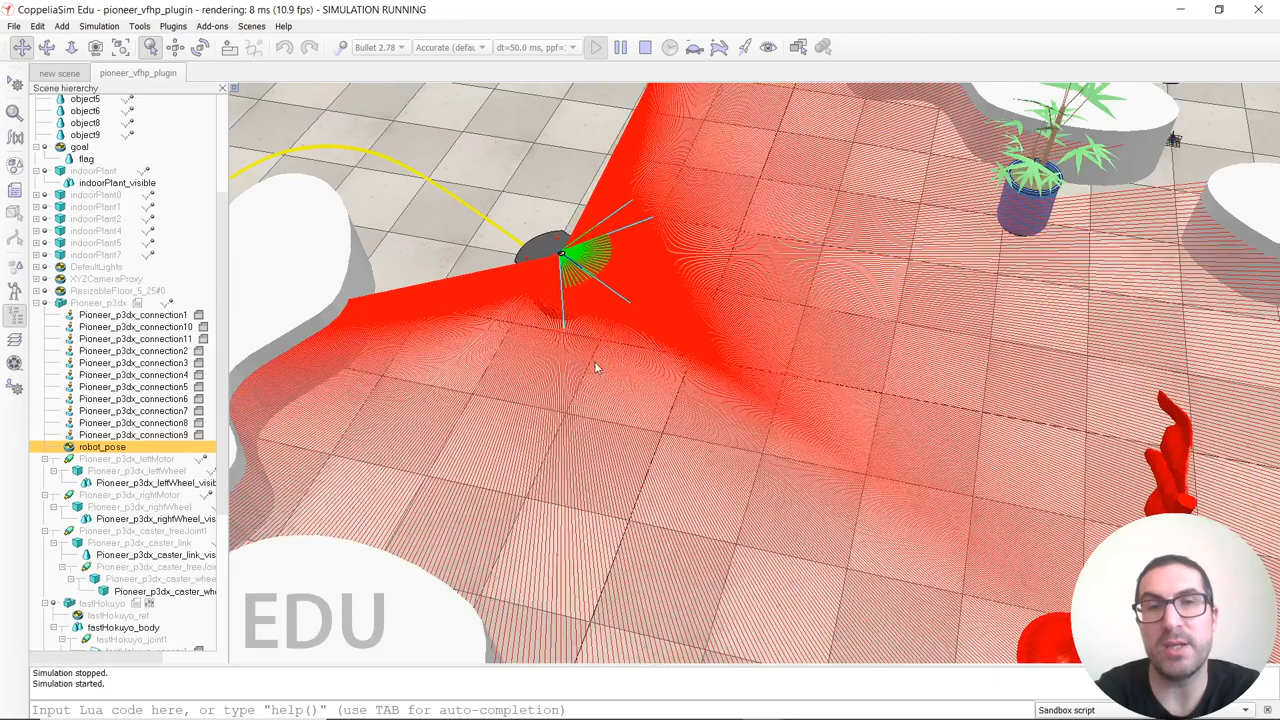 CoppeliaSim Edu - pioneer_vfhp_plugin - rendering: 8 ms (10.9 fps) - SIMULATION RUNNING
File Edit Add Simulation Tools Plugins Add-ons Scenes Help
Bullet 2.78 Accurate (defau dt=50.0 ms, ppf=
new scene pioneer_vfhp_plugin
Scene hierarchy
object5
object6
object8
object9
goal
flag
indoorPlant
indoorPlant_visible
indoorPlant0
indoorPlant1
indoorPlant2
indoorPlant4
indoorPlant5
indoorPlant7
DefaultLights
XYZCameraProxy
ResizableFloor_5_25#0
Pioneer_p3dx
Pioneer_p3dx_connection1
Pioneer_p3dx_connection10
Pioneer_p3dx_connection11
Pioneer_p3dx_connection2
Pioneer_p3dx_connection3
Pioneer_p3dx_connection4
Pioneer_p3dx_connection5
Pioneer_p3dx_connection6
Pioneer_p3dx_connection7
Pioneer_p3dx_connection8
Pioneer_p3dx_connection9
robot_pose
Pioneer_p3dx_leftMotor
Pioneer_p3dx_leftWheel
Pioneer_p3dx_leftWheel_visib
Pioneer_p3dx_rightMotor
Pioneer_p3dx_rightWheel
Pioneer_p3dx_rightWheel_vis
Pioneer_p3dx_caster_freeJoint1
Pioneer_p3dx_caster_link
Pioneer_p3dx_caster_link_vis
Pioneer_p3dx_caster_freeJoi
Pioneer_p3dx_caster_whee
Pioneer_p3dx_caster_w
fastHokuyo
fastHokuyo_ref
fastHokuyo_body
fastHokuyo_joint1
EDU
Simulation stopped.
Simulation started.
Input Lua code here, or type "help()" (use TAB for auto-completion)
Sandbox script